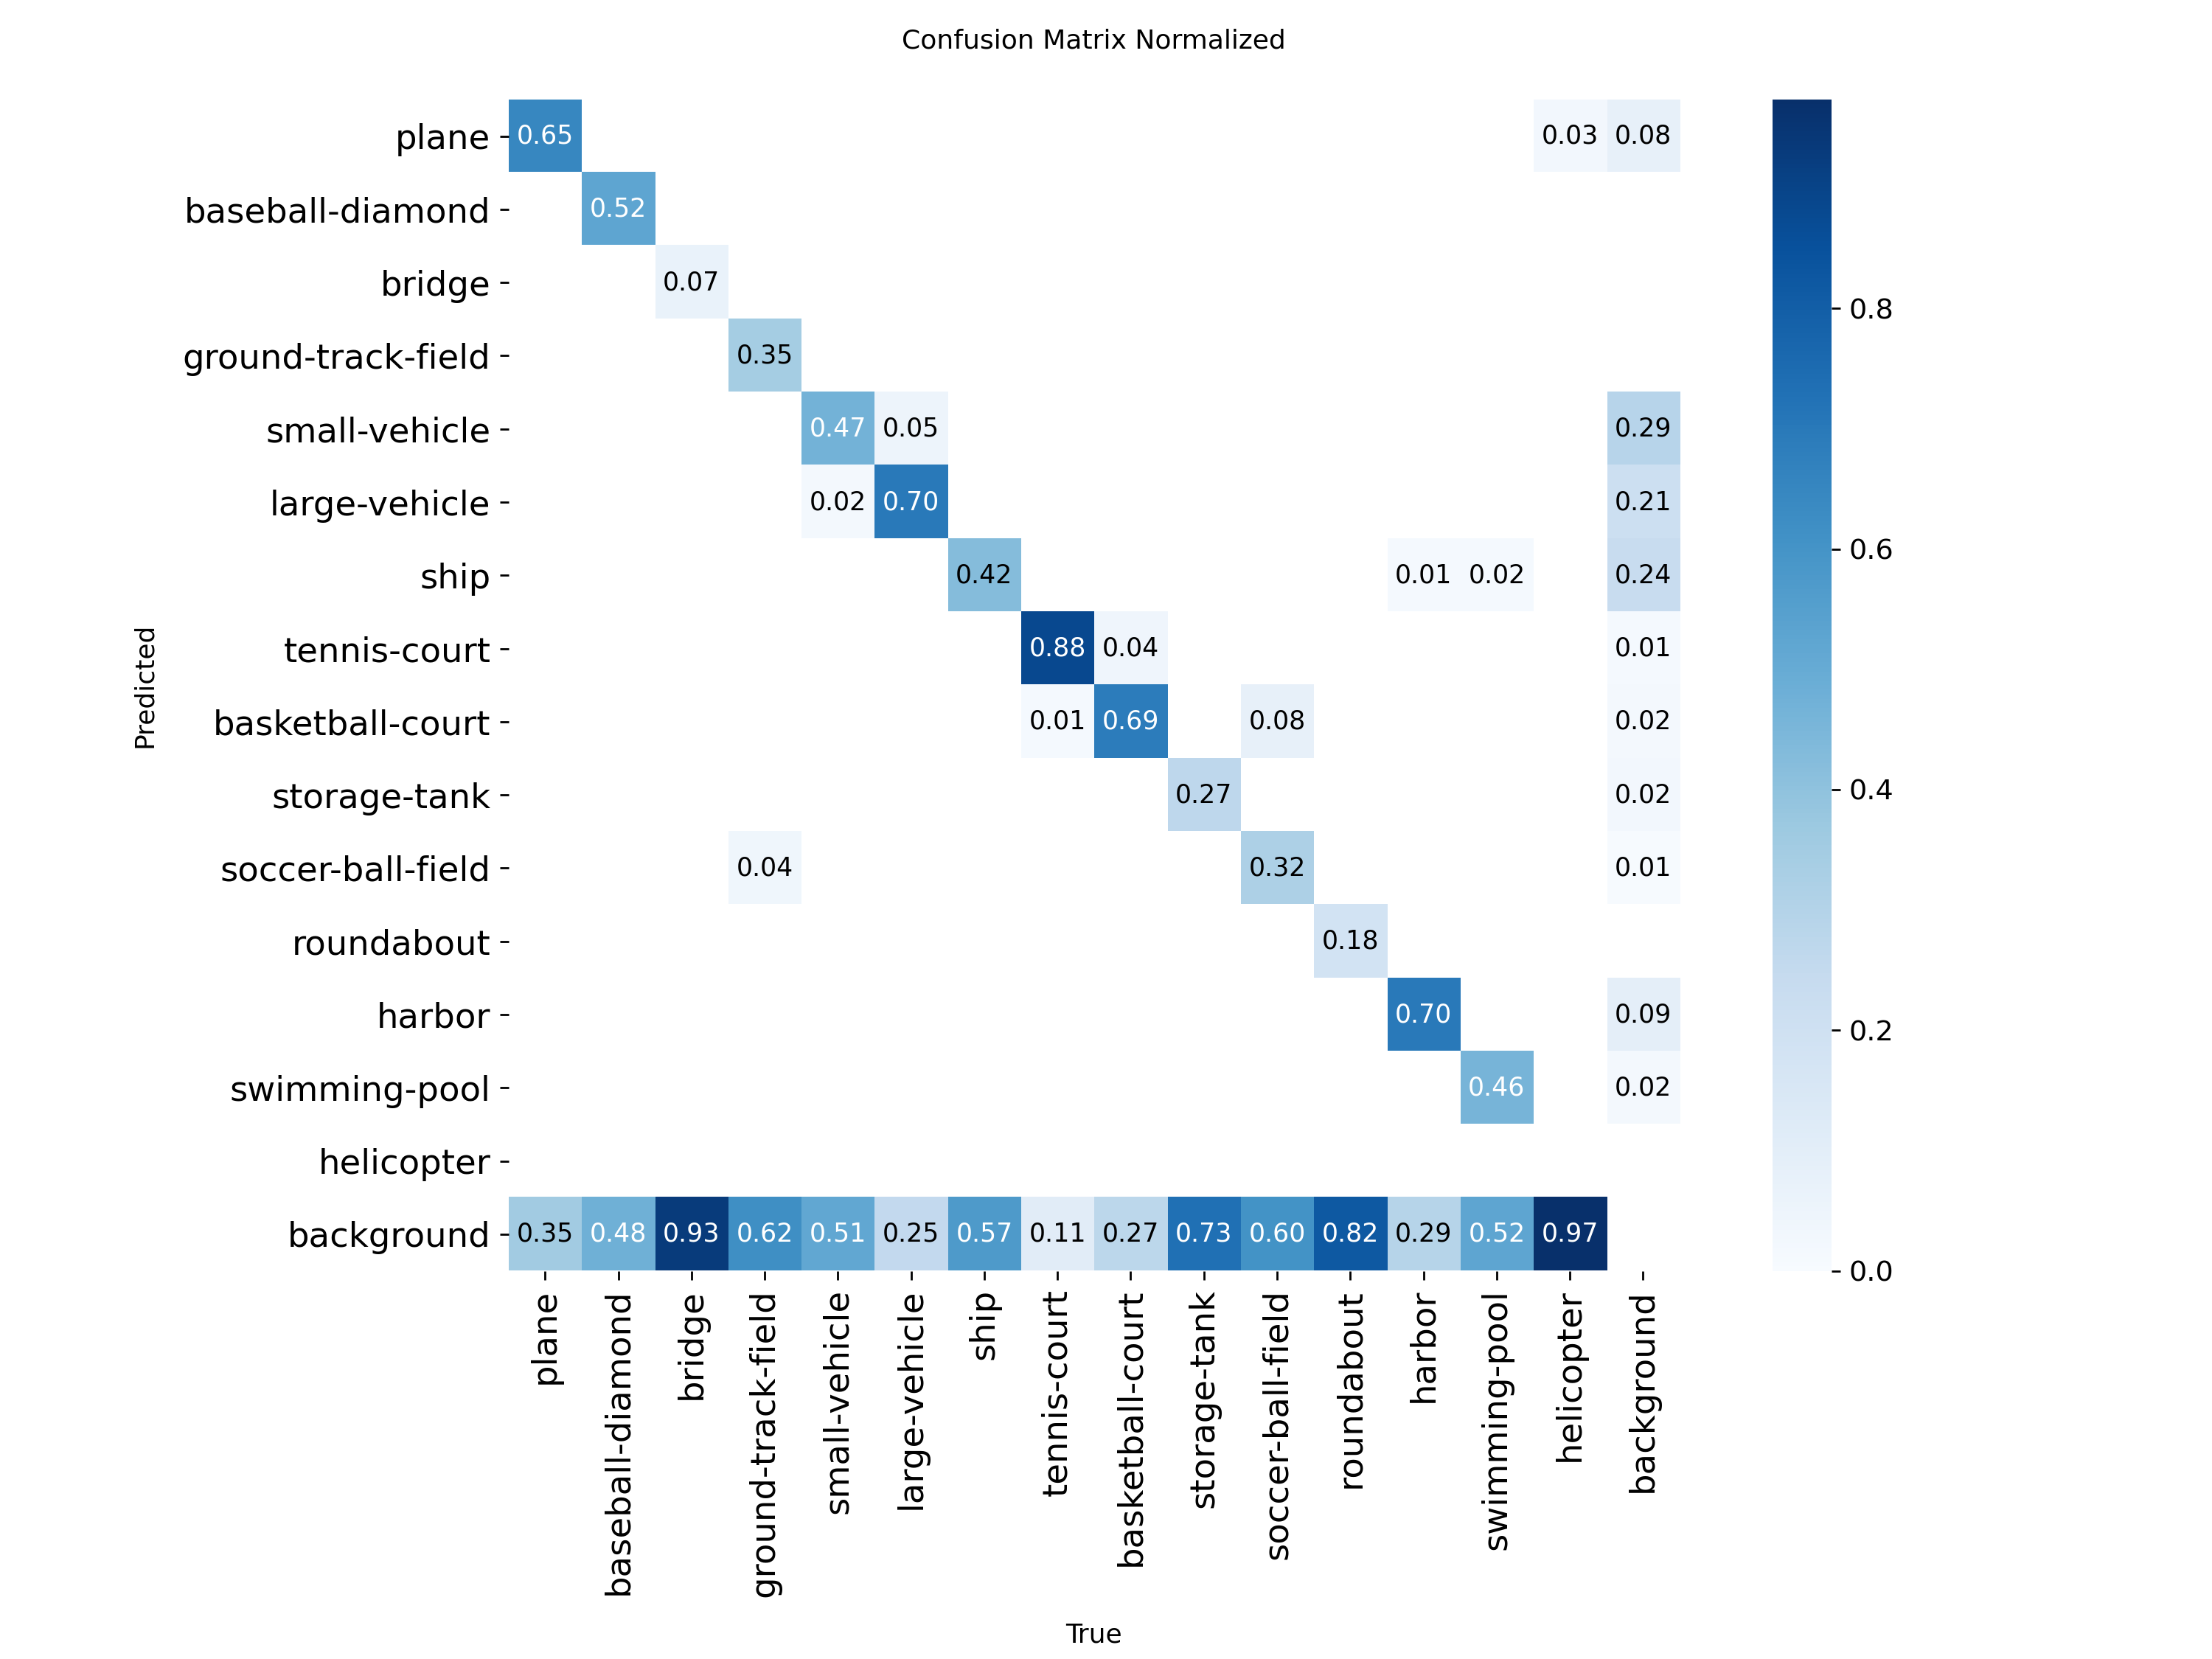 Confusion Matrix Normalized
plane 0.65 0.03 0.08
baseball-diamond 0.52
bridge 0.07
ground-track-field 0.35
small-vehicle 0.47 0.05 0.29
large-vehicle 0.02 0.70 0.21
ship 0.42 0.01 0.02 0.24
tennis-court 0.88 0.04 0.01
basketball-court 0.01 0.69 0.08 0.02
storage-tank 0.27 0.02
soccer-ball-field 0.04 0.32 0.01
roundabout 0.18
harbor 0.70 0.09
swimming-pool 0.46 0.02
helicopter
background 0.35 0.48 0.93 0.62 0.51 0.25 0.57 0.11 0.27 0.73 0.60 0.82 0.29 0.52 0.97
Predicted
plane
baseball-diamond
bridge
ground-track-field
small-vehicle
large-vehicle
ship
tennis-court
basketball-court
storage-tank
soccer-ball-field
roundabout
harbor
swimming-pool
helicopter
background
True
0.8
0.6
0.4
0.2
0.0